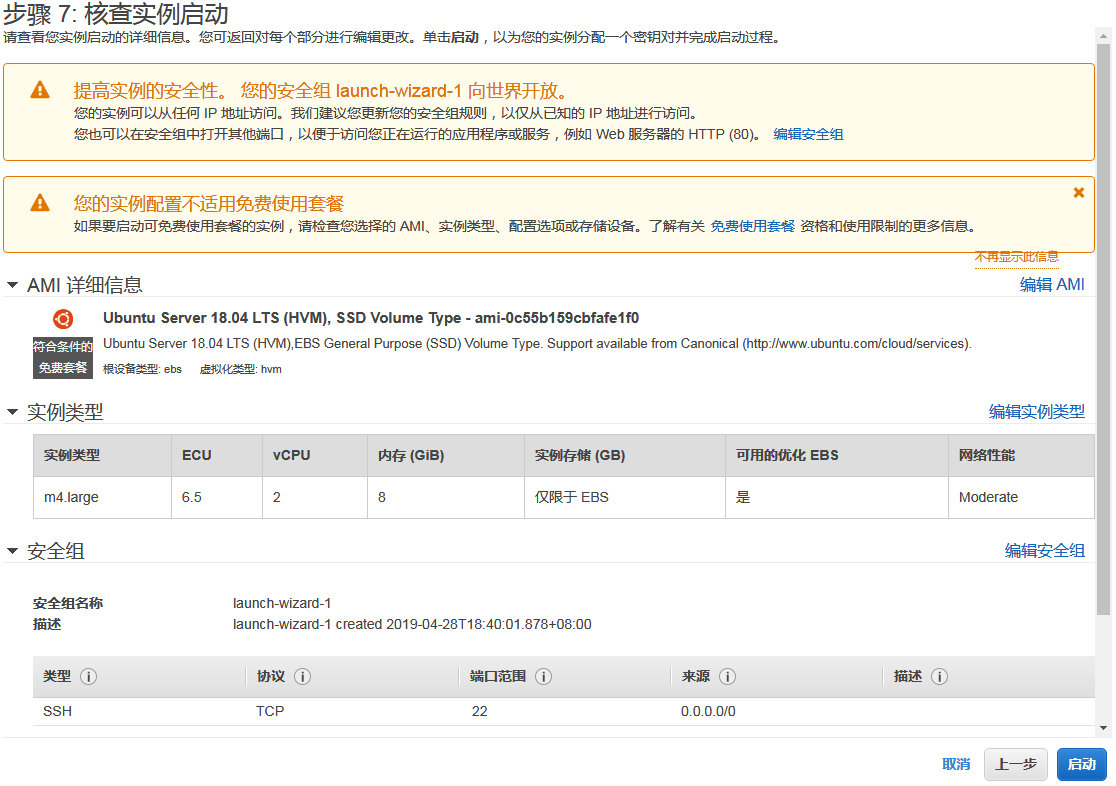 步骤 7: 核查实例启动
请查看您实例启动的详细信息。您可返回对每个部分进行编辑更改。单击启动，以为您的实例分配一个密钥对并完成启动过程。
提高实例的安全性。 您的安全组 launch-wizard-1 向世界开放。
您的实例可以从任何 IP 地址访问。我们建议您更新您的安全组规则，以仅从已知的 IP 地址进行访问。
您也可以在安全组中打开其他端口，以便于访问您正在运行的应用程序或服务，例如 Web 服务器的 HTTP (80)。 编辑安全组
您的实例配置不适用免费使用套餐
如果要启动可免费使用套餐的实例，请检查您选择的 AMI、实例类型、配置选项或存储设备。了解有关 免费使用套餐 资格和使用限制的更多信息。
不再显示此信息
AMI 详细信息 编辑 AMI
Ubuntu Server 18.04 LTS (HVM), SSD Volume Type - ami-0c55b159cbfafe1f0
符合条件的
免费套餐
Ubuntu Server 18.04 LTS (HVM),EBS General Purpose (SSD) Volume Type. Support available from Canonical (http://www.ubuntu.com/cloud/services).
根设备类型: ebs 虚拟化类型: hvm
实例类型 编辑实例类型
实例类型 ECU vCPU 内存 (GiB) 实例存储 (GB) 可用的优化 EBS 网络性能
m4.large 6.5 2 8 仅限于 EBS 是 Moderate
安全组 编辑安全组
安全组名称 launch-wizard-1
描述 launch-wizard-1 created 2019-04-28T18:40:01.878+08:00
类型 协议 端口范围 来源 描述
SSH TCP 22 0.0.0.0/0
取消 上一步 启动